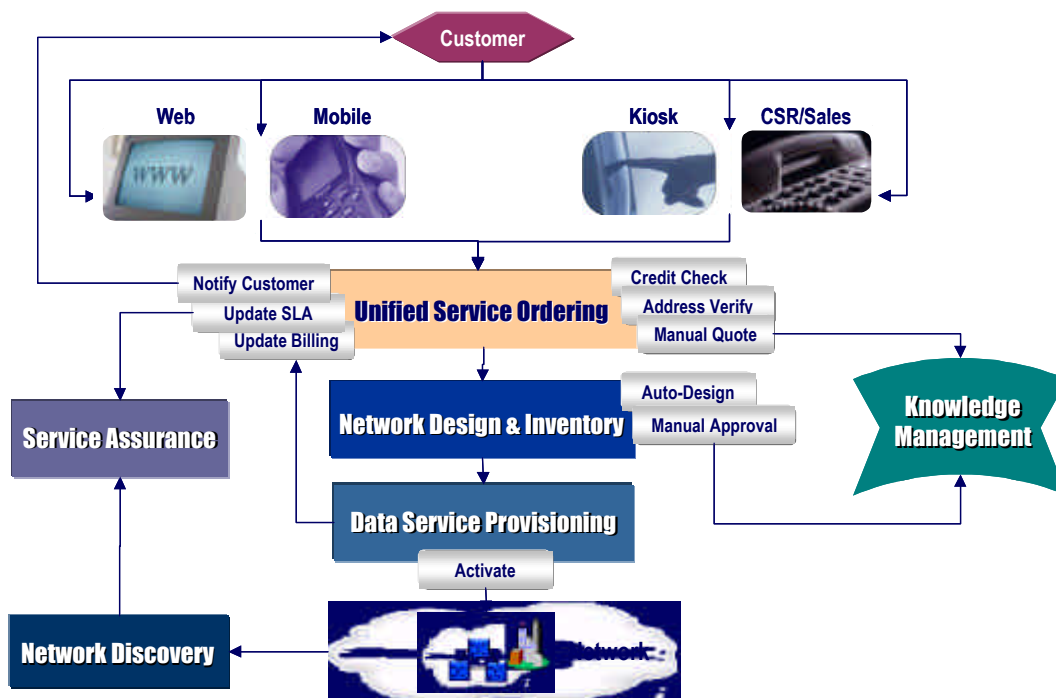 Customer
Web
Mobile
Kiosk
CSR/Sales
WWW
Notify Customer
Update SLA
Update Billing
Unified Service Ordering
Credit Check
Address Verify
Manual Quote
Service Assurance
Network Design & Inventory
Auto-Design
Manual Approval
Knowledge
Management
Data Service Provisioning
Activate
Network Discovery
Network